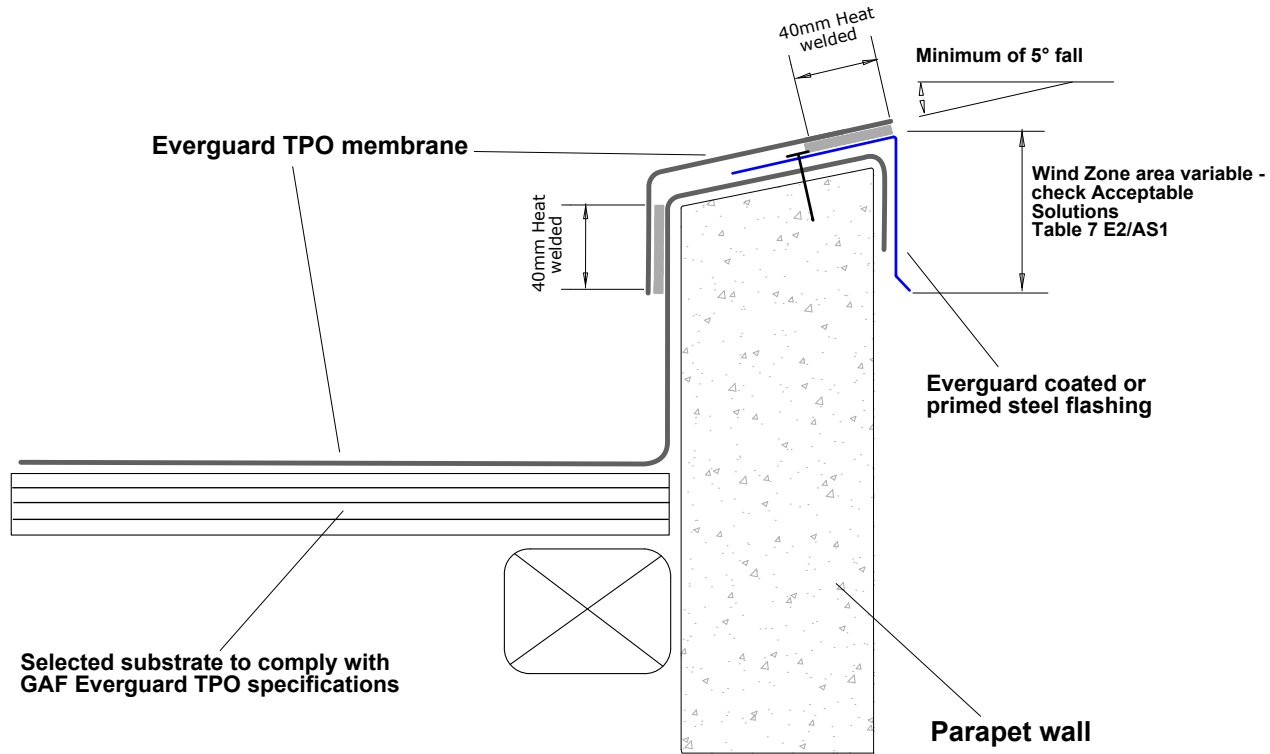 40mm Heat
welded
Minimum of 5° fall
Everguard TPO membrane
Wind Zone area variable -
check Acceptable
Solutions
Table 7 E2/AS1
40mm Heat
welded
Everguard coated or
primed steel flashing
Selected substrate to comply with
GAF Everguard TPO specifications
Parapet wall